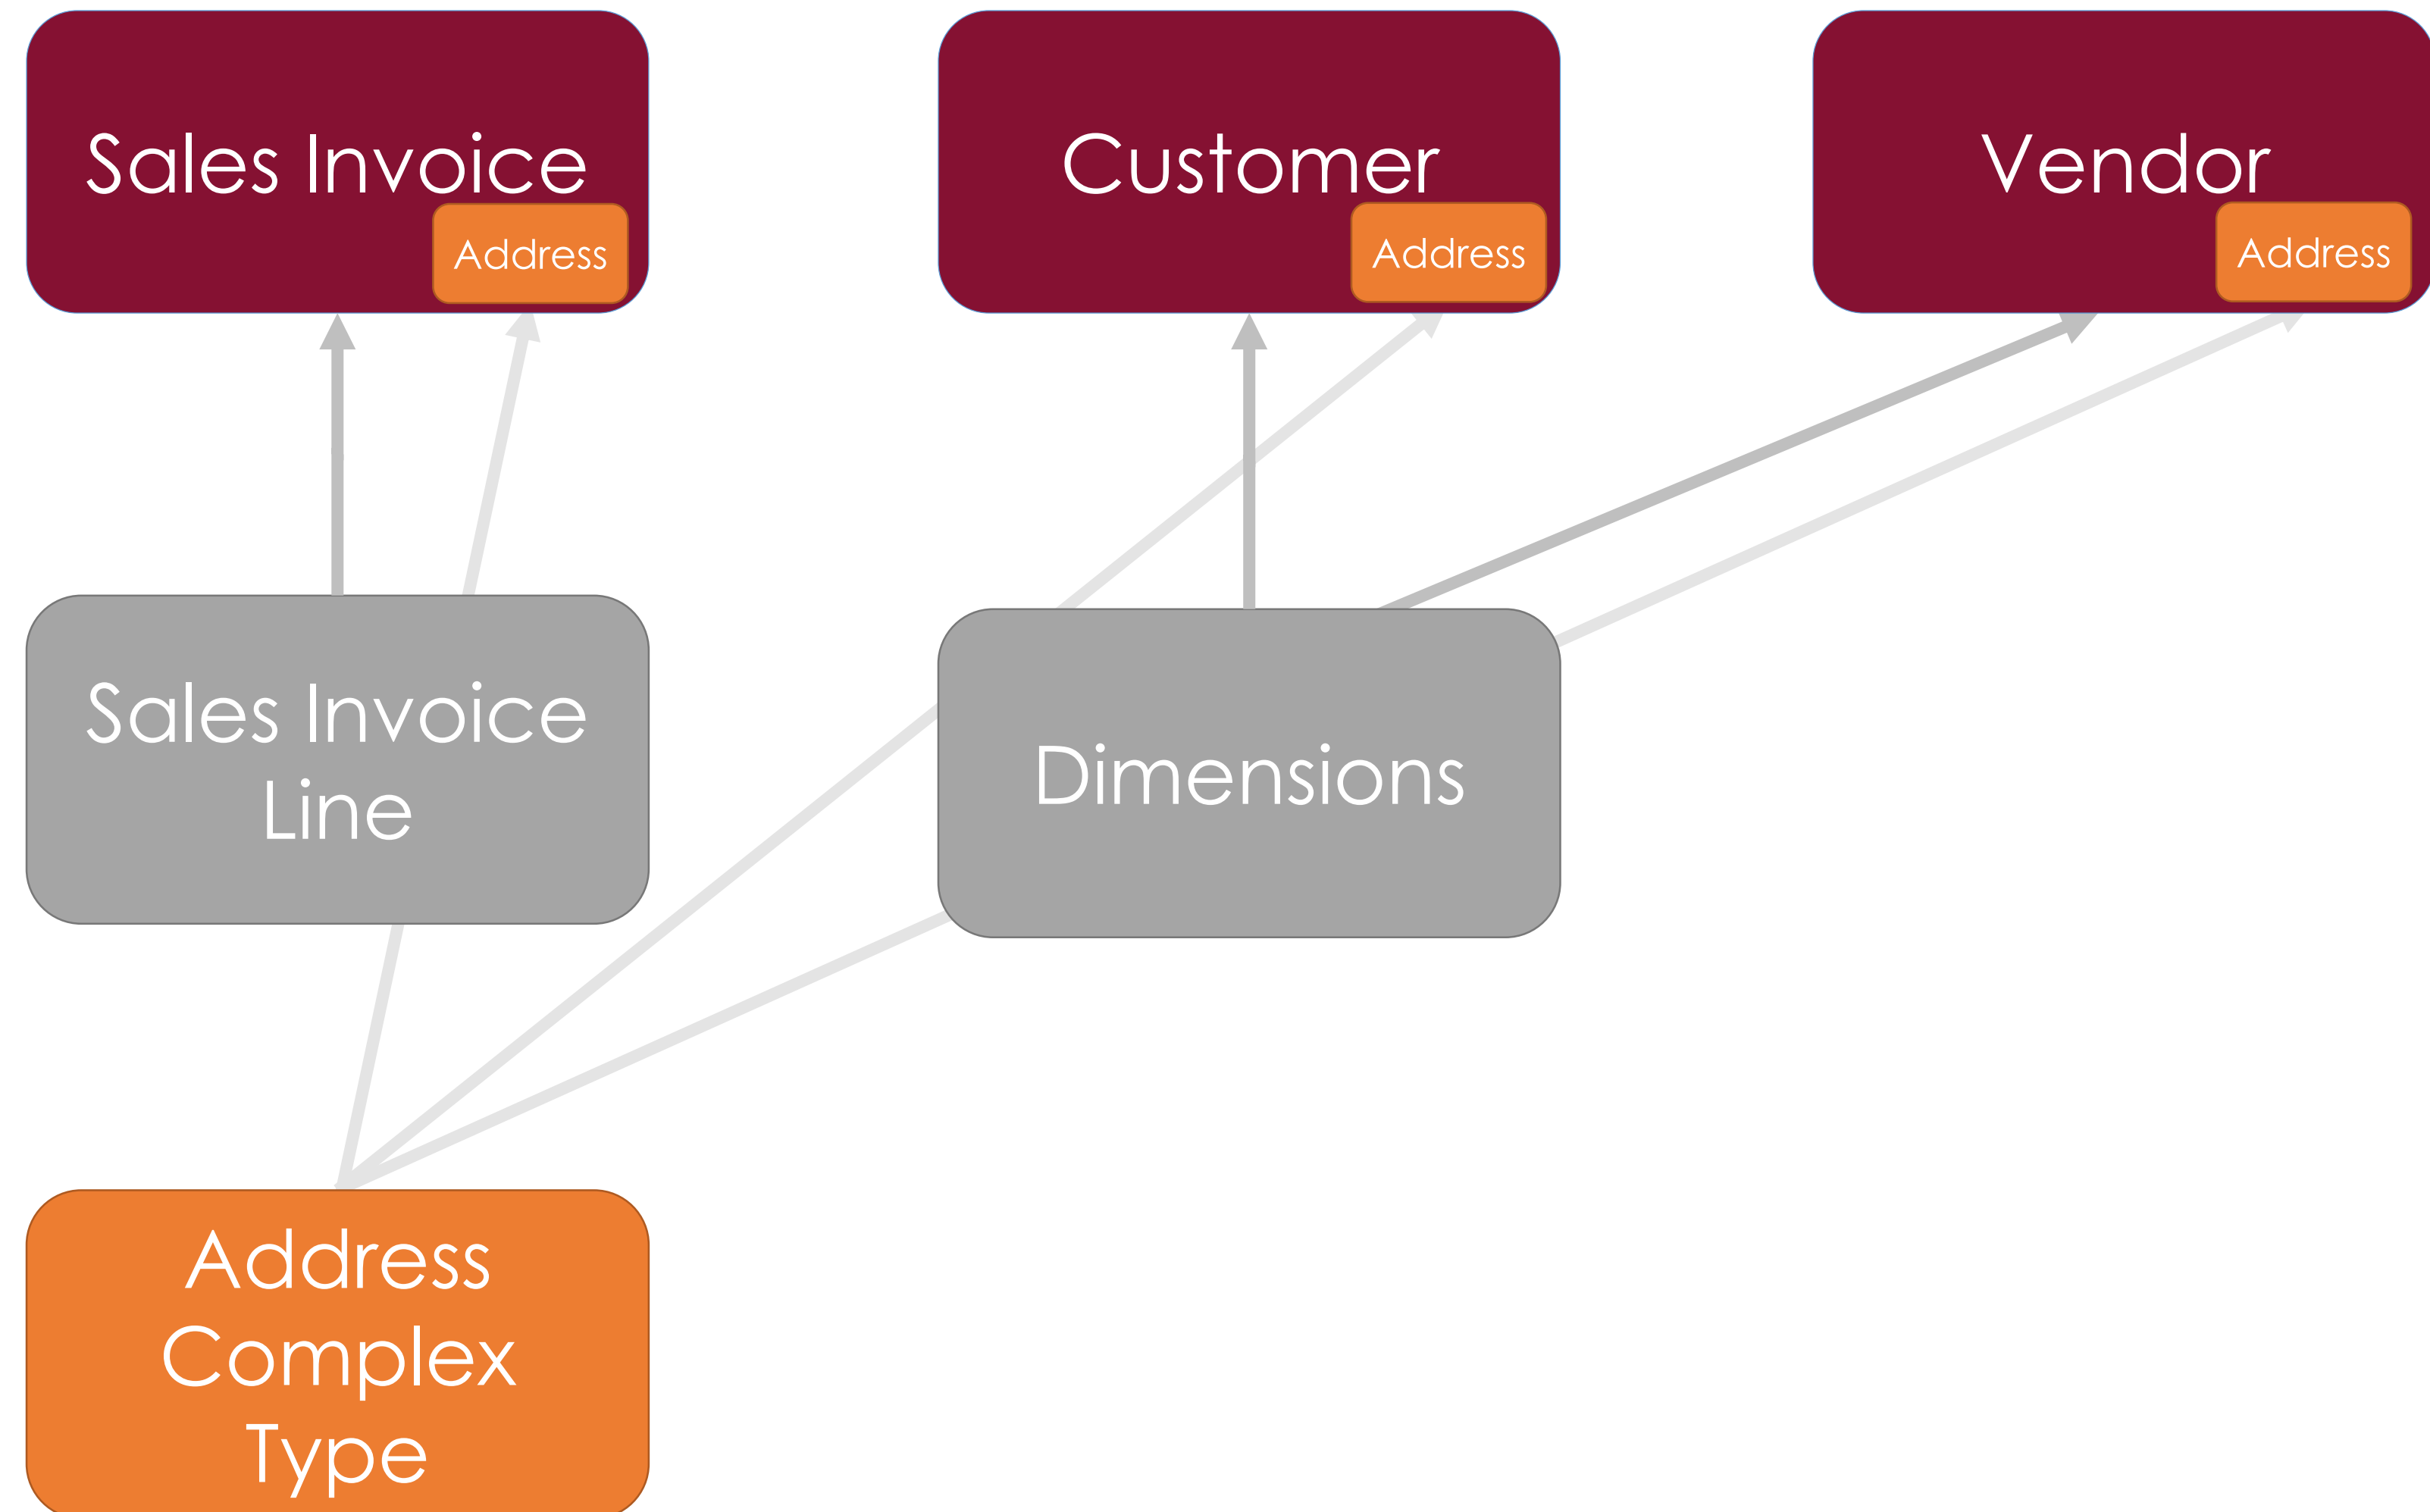 Sales Invoice
Address
Customer
Address
Vendor
Address
Sales Invoice
Line
Dimensions
Address
Complex
Type